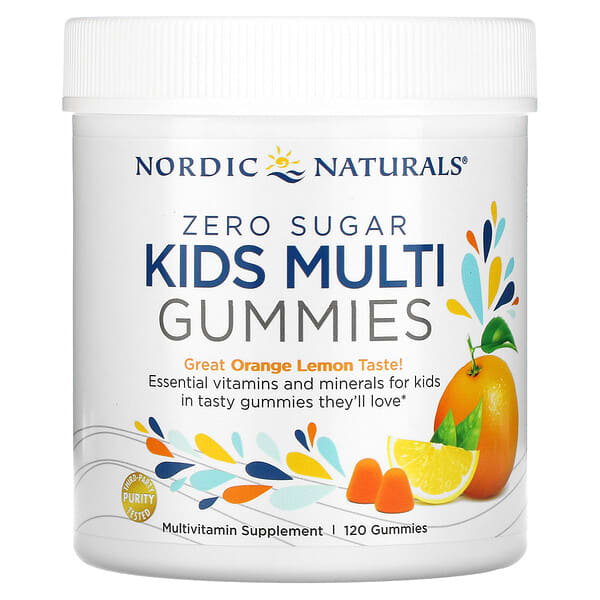 NORDIC NATURALS®
ZERO SUGAR
KIDS MULTI
GUMMIES
Great Orange Lemon Taste!
Essential vitamins and minerals for kids
in tasty gummies they'll love*
THIRD-PARTY
PURITY
TESTED
Multivitamin Supplement | 120 Gummies